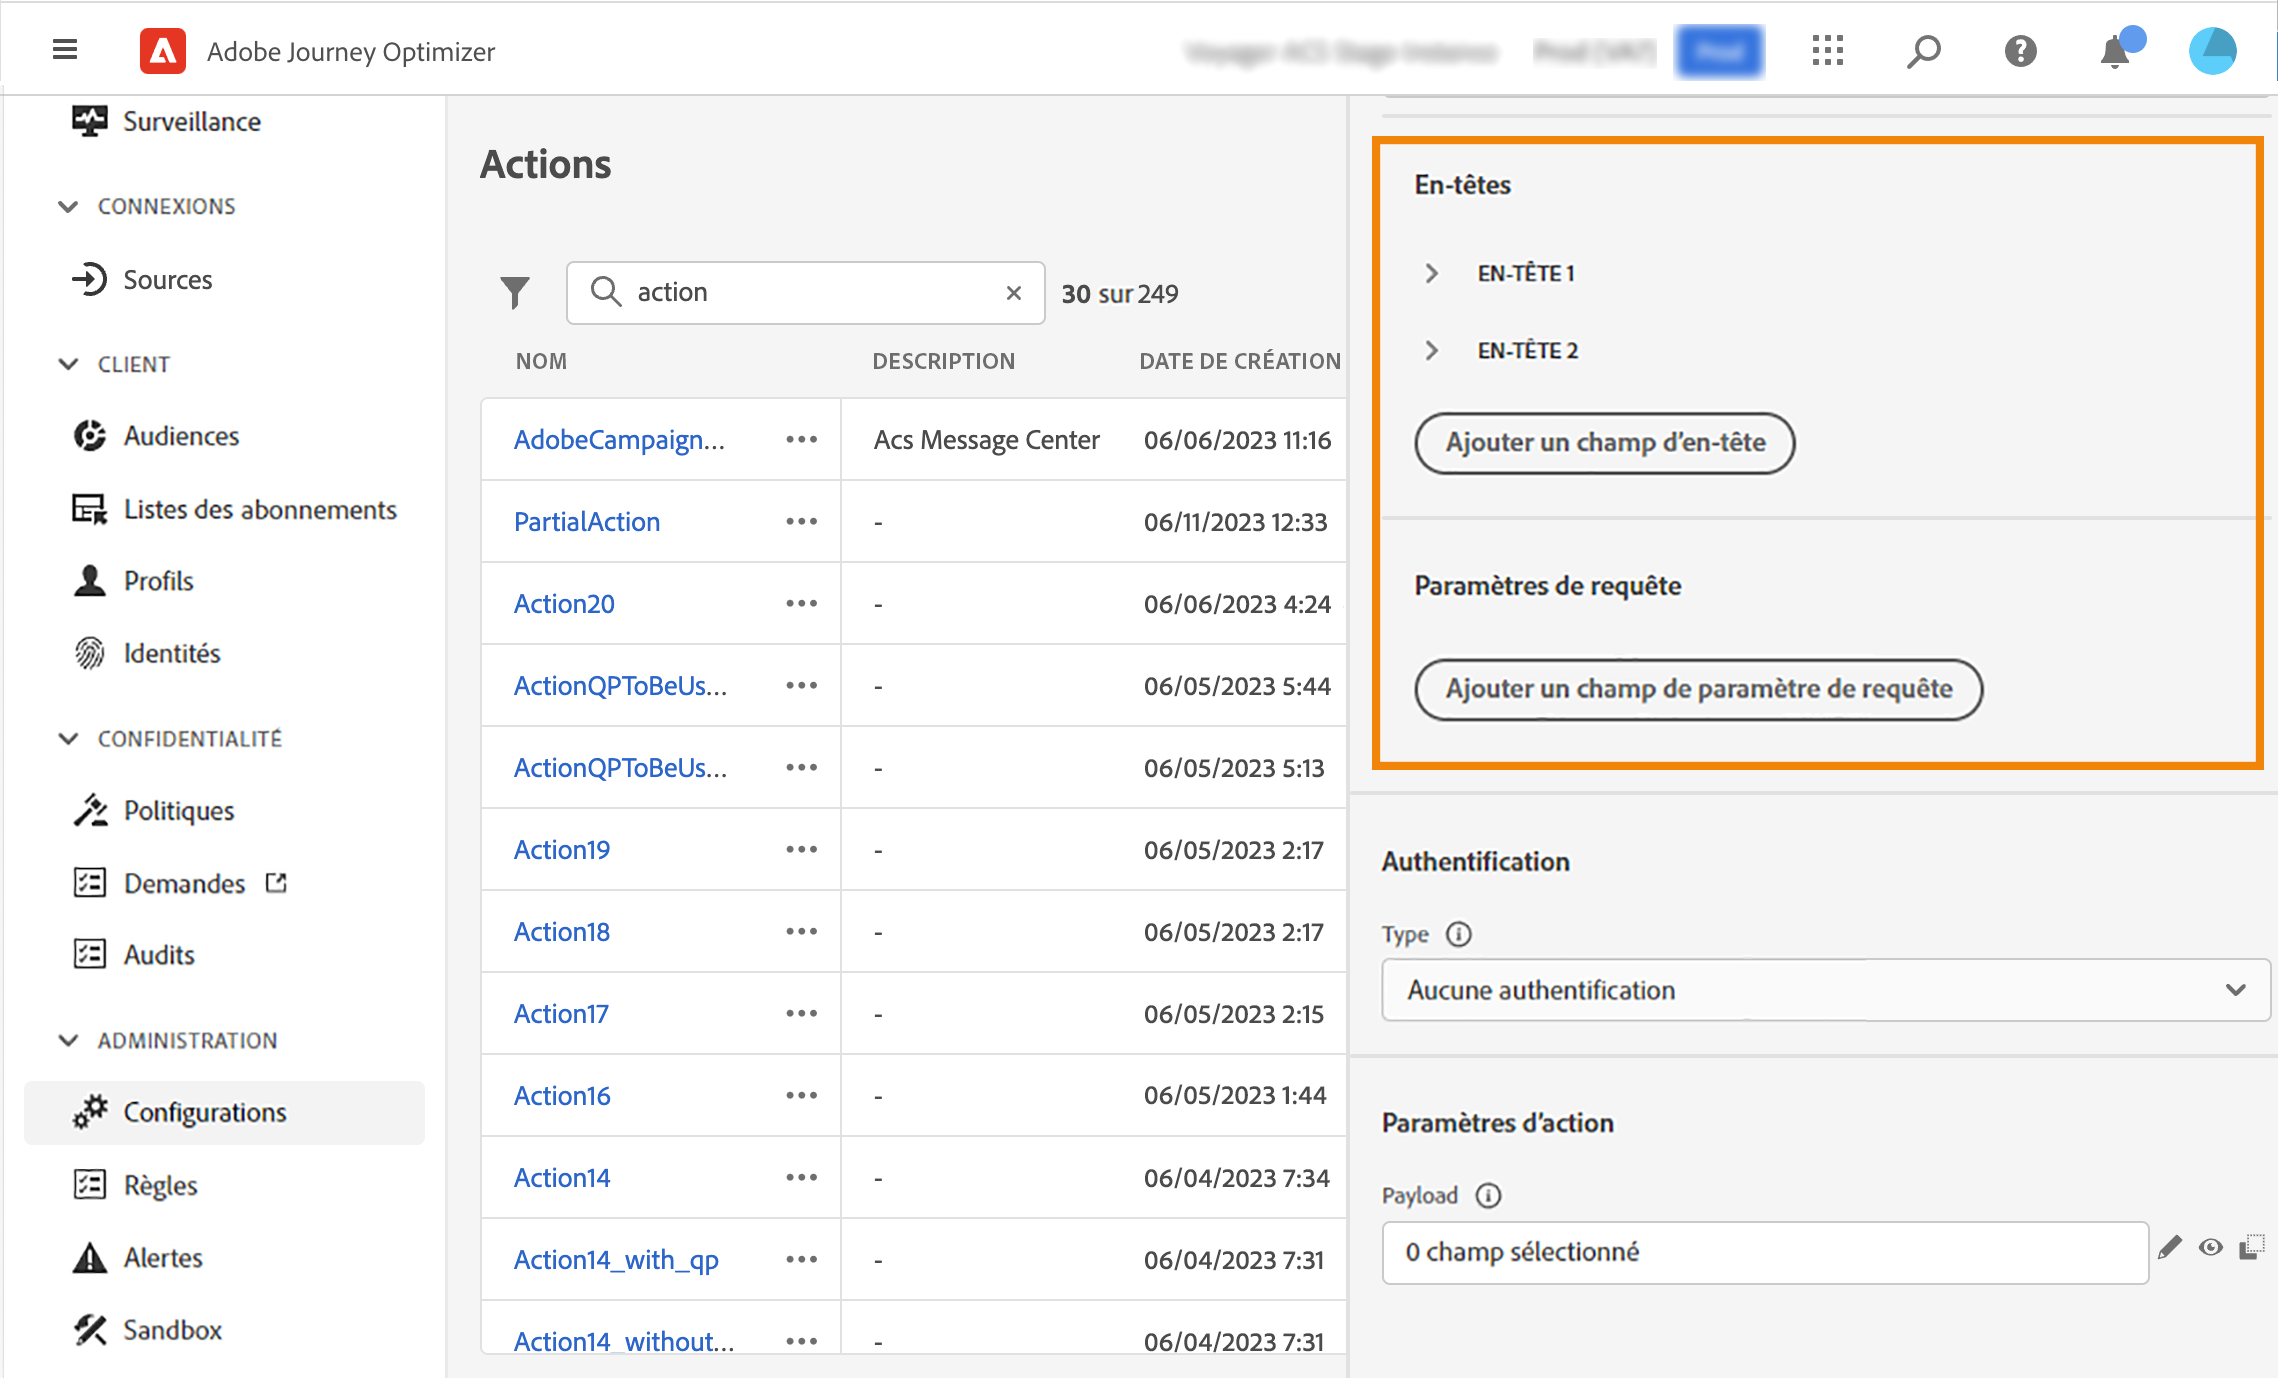 Adobe Journey Optimizer
Surveillance
CONNEXIONS
Sources
CLIENT
Audiences
Listes des abonnements
Profils
Identités
CONFIDENTIALITÉ
Politiques
Demandes
Audits
ADMINISTRATION
Configurations
Règles
Alertes
Sandbox
Actions
action
30 sur 249
NOM DESCRIPTION DATE DE CRÉATION
AdobeCampaign... Acs Message Center 06/06/2023 11:16
PartialAction - 06/11/2023 12:33
Action20 - 06/06/2023 4:24
ActionQPToBeUs... - 06/05/2023 5:44
ActionQPToBeUs... - 06/05/2023 5:13
Action19 - 06/05/2023 2:17
Action18 - 06/05/2023 2:17
Action17 - 06/05/2023 2:15
Action16 - 06/05/2023 1:44
Action14 - 06/04/2023 7:34
Action14_with_qp - 06/04/2023 7:31
Action14_without... - 06/04/2023 7:31
En-têtes
EN-TÊTE 1
EN-TÊTE 2
Ajouter un champ d’en-tête
Paramètres de requête
Ajouter un champ de paramètre de requête
Authentification
Type
Aucune authentification
Paramètres d’action
Payload
0 champ sélectionné